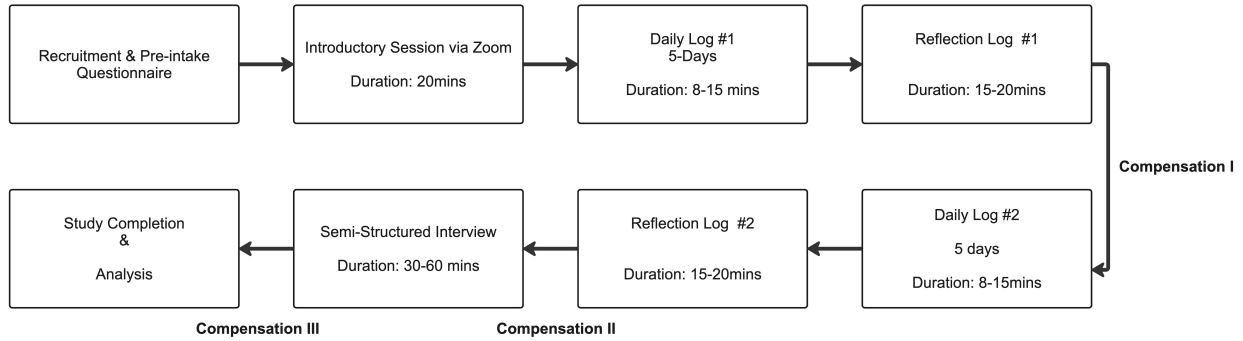 Recruitment & Pre-intake
Questionnaire
Introductory Session via Zoom
Duration: 20mins
Daily Log #1
5-Days
Duration: 8-15 mins
Reflection Log #1
Duration: 15-20mins
Compensation I
Daily Log #2
5 days
Duration: 8-15mins
Reflection Log #2
Duration: 15-20mins
Compensation II
Semi-Structured Interview
Duration: 30-60 mins
Compensation III
Study Completion
&
Analysis